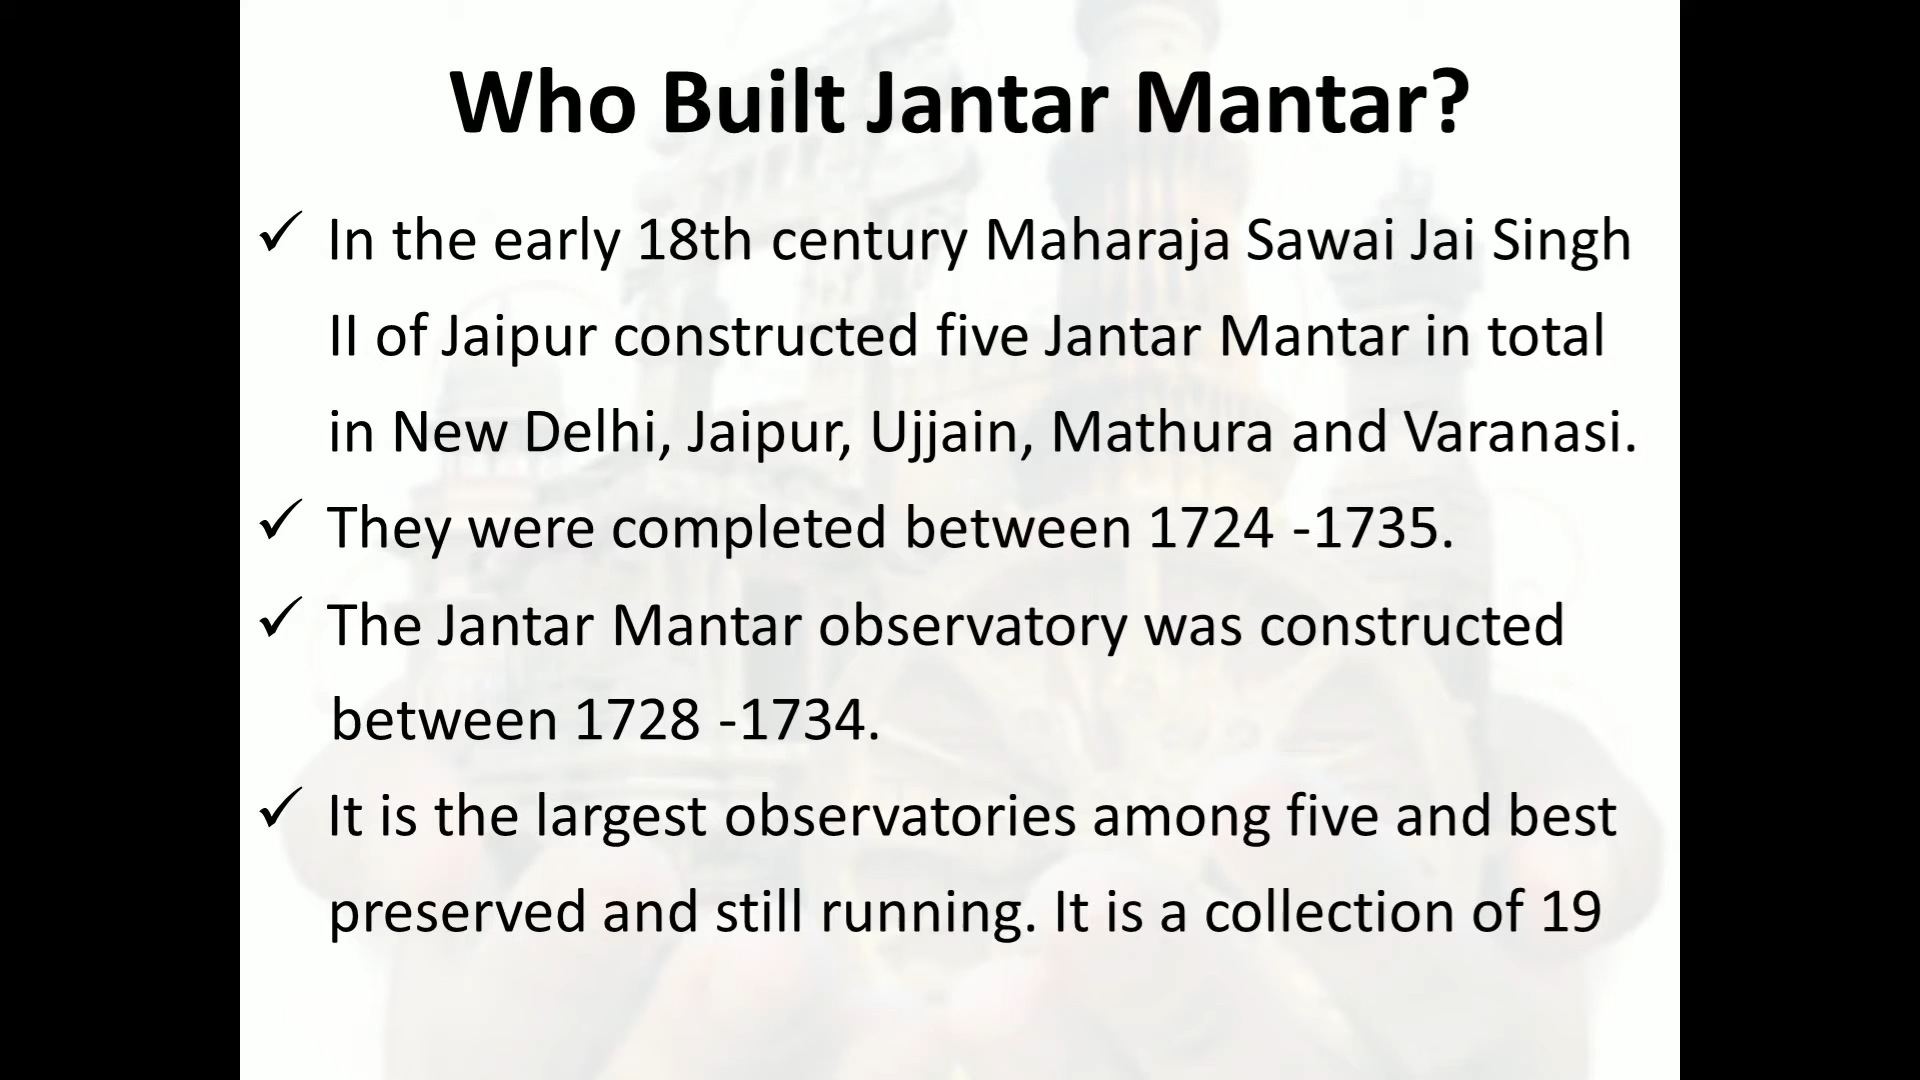 Who Built Jantar Mantar?
✓ In the early 18th century Maharaja Sawai Jai Singh
II of Jaipur constructed five Jantar Mantar in total
in New Delhi, Jaipur, Ujjain, Mathura and Varanasi.
✓ They were completed between 1724 -1735.
✓ The Jantar Mantar observatory was constructed
between 1728 -1734.
✓ It is the largest observatories among five and best
preserved and still running. It is a collection of 19